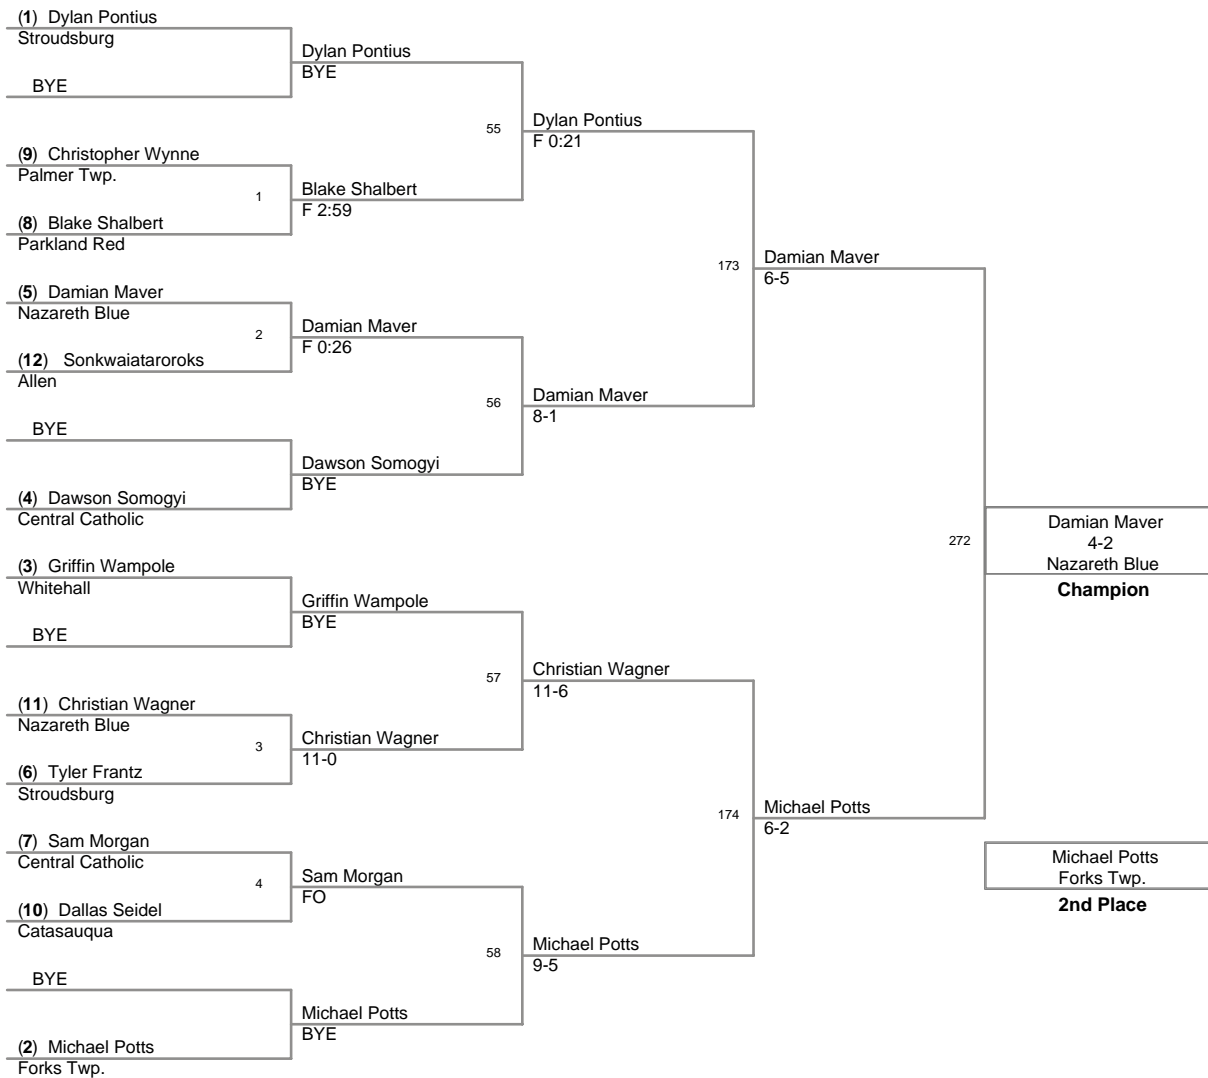 (1) Dylan Pontius
Stroudsburg
BYE
(9) Christopher Wynne
Palmer Twp.
1
(8) Blake Shalbert
Parkland Red
(5) Damian Maver
Nazareth Blue
2
(12) Sonkwaiataroroks
Allen
BYE
(4) Dawson Somogyi
Central Catholic
(3) Griffin Wampole
Whitehall
BYE
(11) Christian Wagner
Nazareth Blue
3
(6) Tyler Frantz
Stroudsburg
(7) Sam Morgan
Central Catholic
4
(10) Dallas Seidel
Catasauqua
BYE
(2) Michael Potts
Forks Twp.
Dylan Pontius
BYE
55
Blake Shalbert
F 2:59
Damian Maver
F 0:26
56
Dawson Somogyi
BYE
Griffin Wampole
BYE
57
Christian Wagner
11-0
Sam Morgan
FO
58
Michael Potts
BYE
Dylan Pontius
F 0:21
173
Damian Maver
8-1
Christian Wagner
11-6
174
Michael Potts
9-5
Damian Maver
6-5
272
Michael Potts
6-2
Damian Maver
4-2
Nazareth Blue
Champion
Michael Potts
Forks Twp.
2nd Place